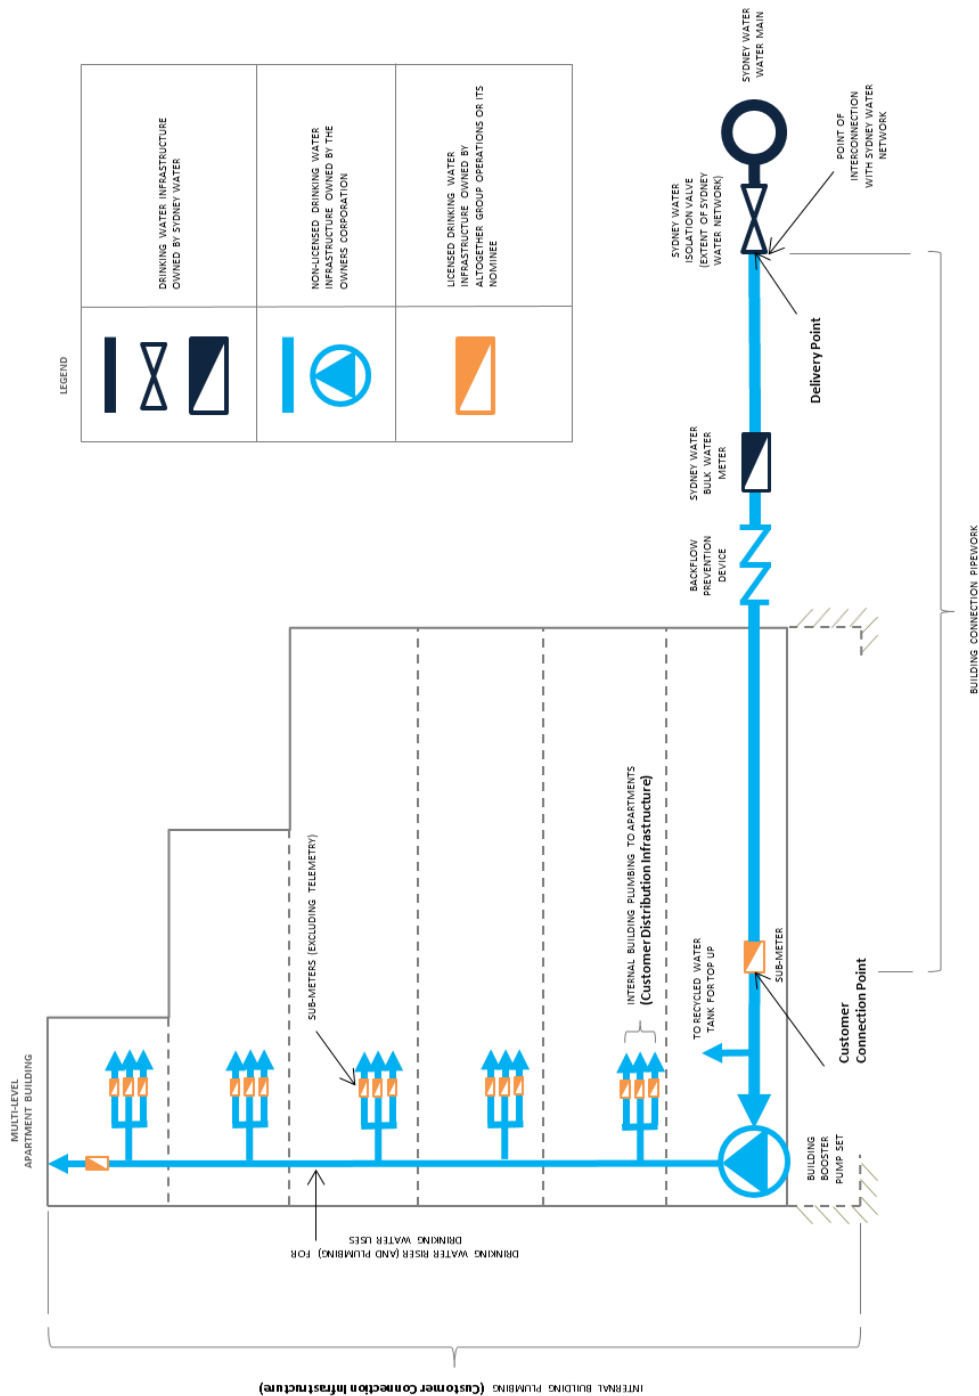 LEGEND
DRINKING WATER INFRASTRUCTURE
OWNED BY SYDNEY WATER
NON-LICENSED DRINKING WATER
INFRASTRUCTURE OWNED BY THE
OWNERS CORPORATION
LICENSED DRINKING WATER
INFRASTRUCTURE OWNED BY
ALTOGETHER GROUP OPERATIONS OR ITS
NOMINEE
MULTI-LEVEL
APARTMENT BUILDING
SUB-METERS (EXCLUDING TELEMETRY)
DRINKING WATER RISER (AND PLUMBING) FOR
DRINKING WATER USES
INTERNAL BUILDING PLUMBING (Customer Connection Infrastructure)
INTERNAL BUILDING PLUMBING TO APARTMENTS
(Customer Distribution Infrastructure)
TO RECYCLED WATER
TANK FOR TOP UP
BUILDING
BOOSTER
PUMP SET
SUB-METER
Customer
Connection Point
BACKFLOW
PREVENTION
DEVICE
SYDNEY WATER
BULK WATER
METER
SYDNEY WATER
ISOLATION VALVE
(EXTENT OF SYDNEY
WATER NETWORK)
SYDNEY WATER
WATER MAIN
Delivery Point
POINT OF
INTERCONNECTION
WITH SYDNEY WATER
NETWORK
BUILDING CONNECTION PIPEWORK